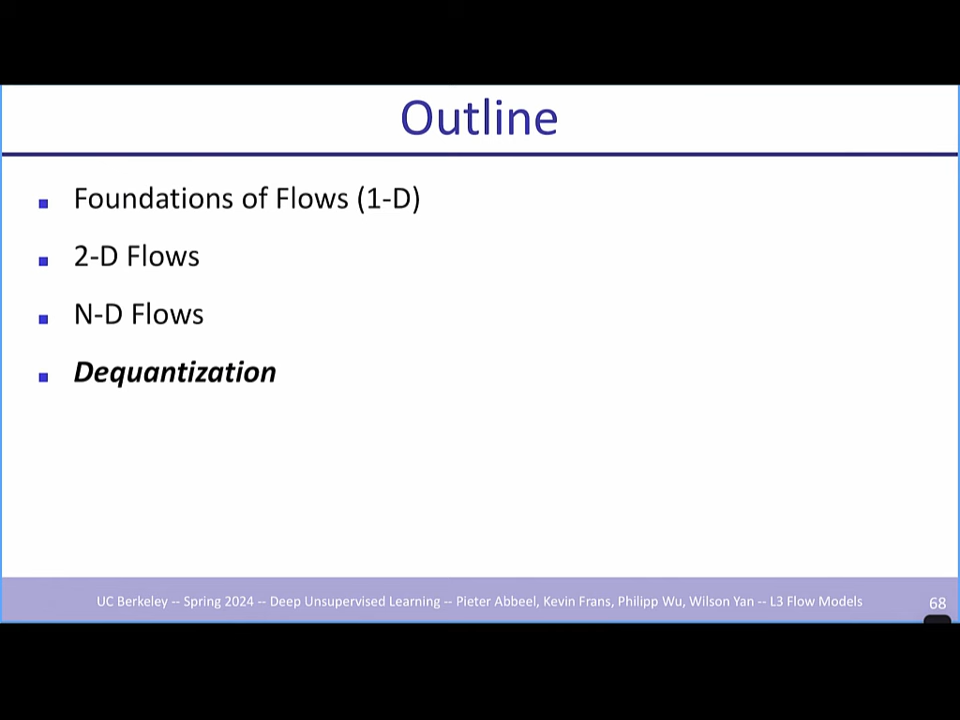 Outline
Foundations of Flows (1-D)
2-D Flows
N-D Flows
Dequantization
UC Berkeley -- Spring 2024 -- Deep Unsupervised Learning -- Pieter Abbeel, Kevin Frans, Philipp Wu, Wilson Yan -- L3 Flow Models
68